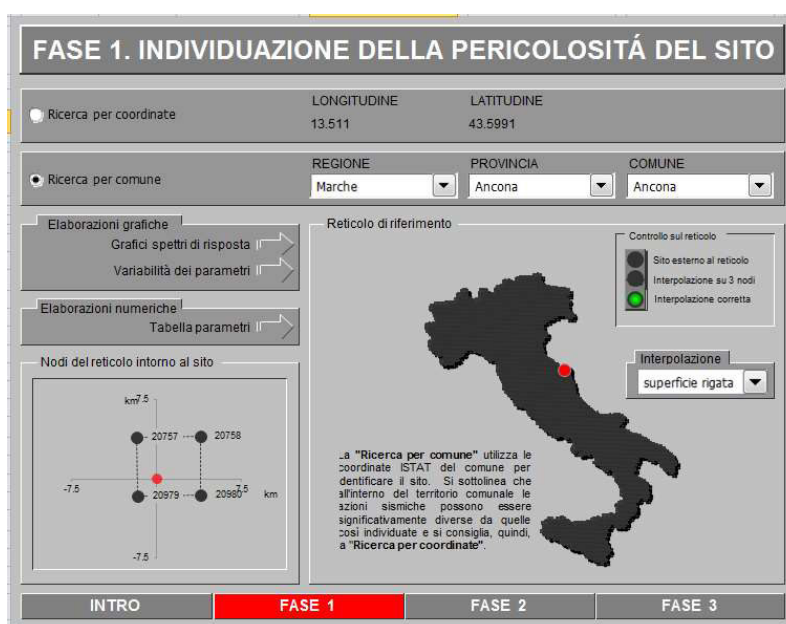 FASE 1. INDIVIDUAZIONE DELLA PERICOLOSITÁ DEL SITO
Ricerca per coordinate
LONGITUDINE
LATITUDINE
13.511
43.5991
Ricerca per comune
REGIONE
PROVINCIA
COMUNE
Marche
Ancona
Ancona
Elaborazioni grafiche
Grafici spettri di risposta
Variabilità dei parametri
Elaborazioni numeriche
Tabella parametri
Nodi del reticolo intorno al sito
km
7.5
20757
20758
-7.5
20979
20980
7.5
km
-7.5
Reticolo di riferimento
Controllo sul reticolo
Sito esterno al reticolo
Interpolazione su 3 nodi
Interpolazione corretta
Interpolazione
superficie rigata
La "Ricerca per comune" utilizza le
coordinate ISTAT del comune per
identificare il sito. Si sottolinea che
all'interno del territorio comunale le
azioni sismiche possono essere
significativamente diverse da quelle
così individuate e si consiglia, quindi,
la "Ricerca per coordinate".
INTRO
FASE 1
FASE 2
FASE 3